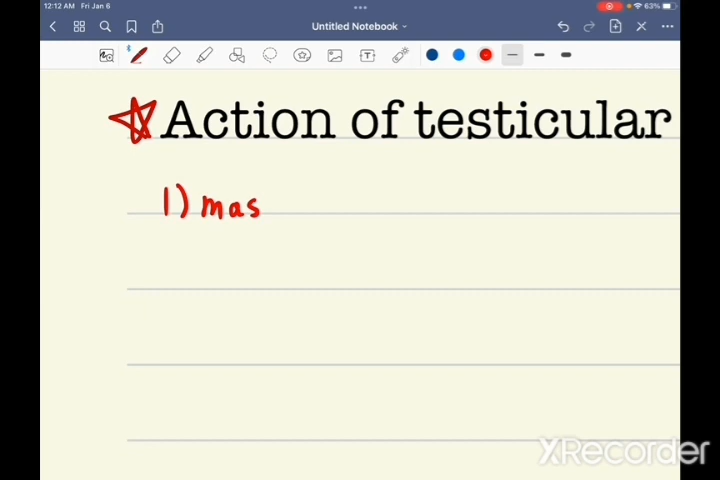 12:12 AM Fri Jan 6
63%
Untitled Notebook
Action of testicular
1) mas
XRecorder